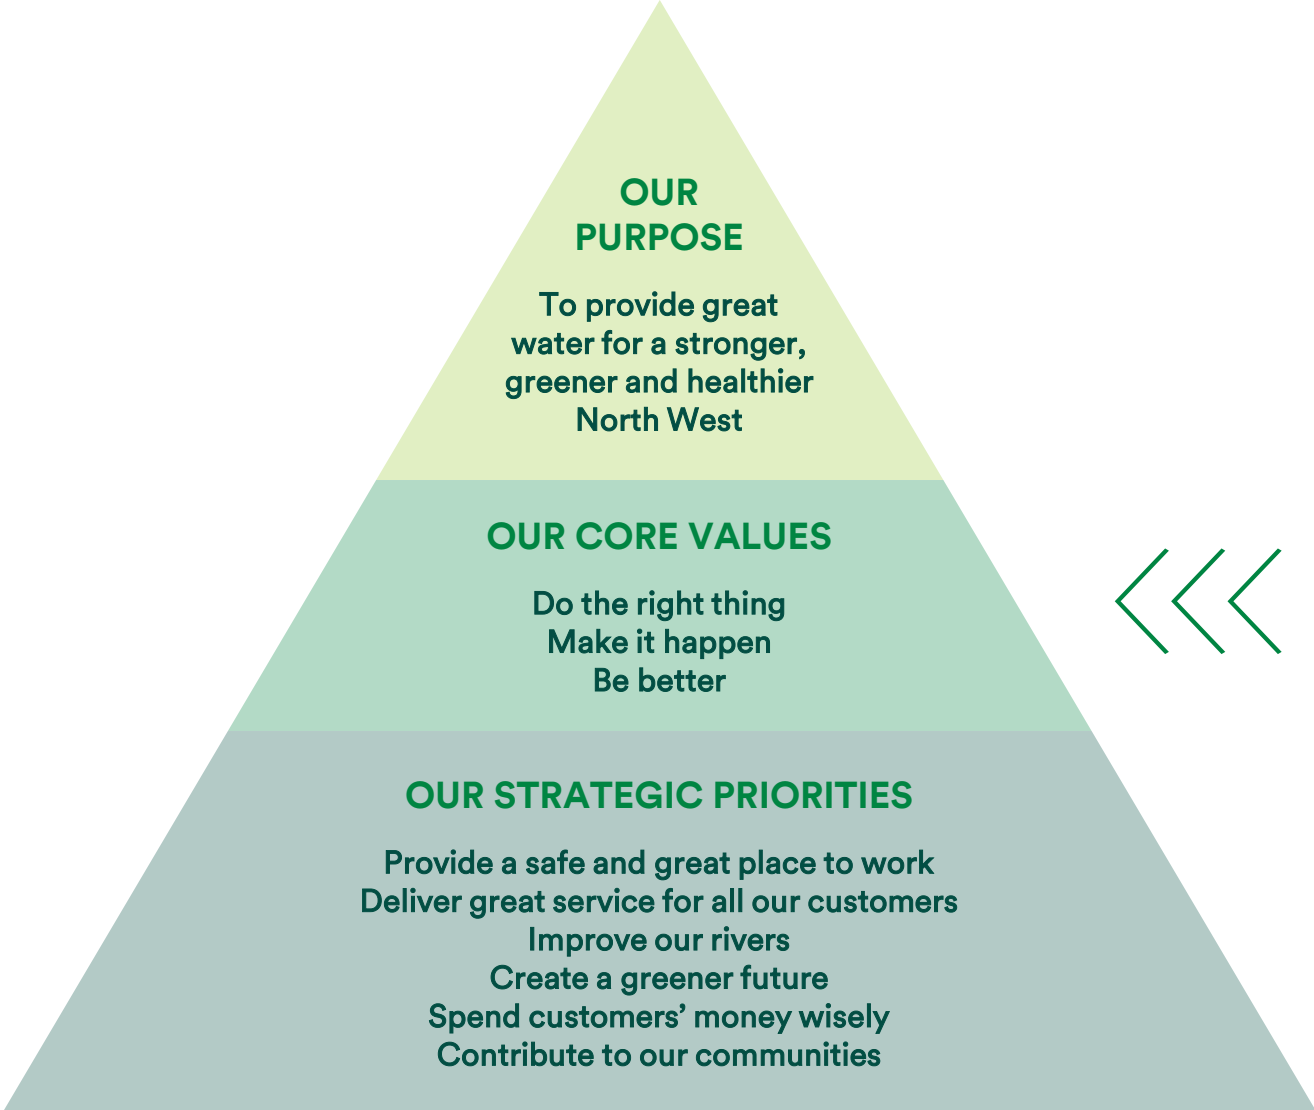 OUR
PURPOSE
To provide great
water for a stronger,
greener and healthier
North West
OUR CORE VALUES
Do the right thing
Make it happen
Be better
OUR STRATEGIC PRIORITIES
Provide a safe and great place to work
Deliver great service for all our customers
Improve our rivers
Create a greener future
Spend customers’ money wisely
Contribute to our communities